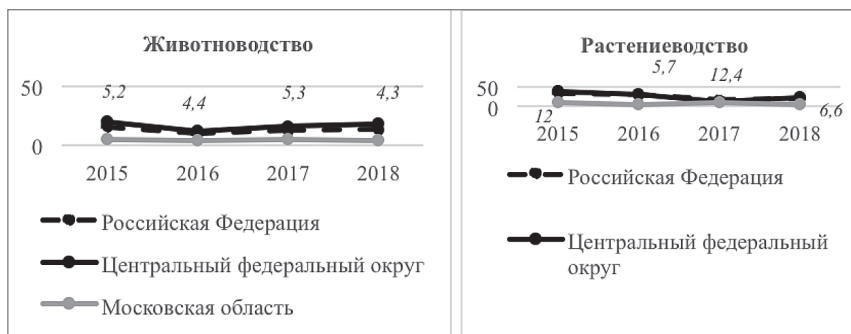 Животноводство
50
5,2
4,4
5,3
4,3
0
2015 2016 2017 2018
Российская Федерация
Центральный федеральный округ
Московская область
Растениеводство
5,7
12,4
50
0
12
6,6
2015 2016 2017 2018
Российская Федерация
Центральный федеральный
округ